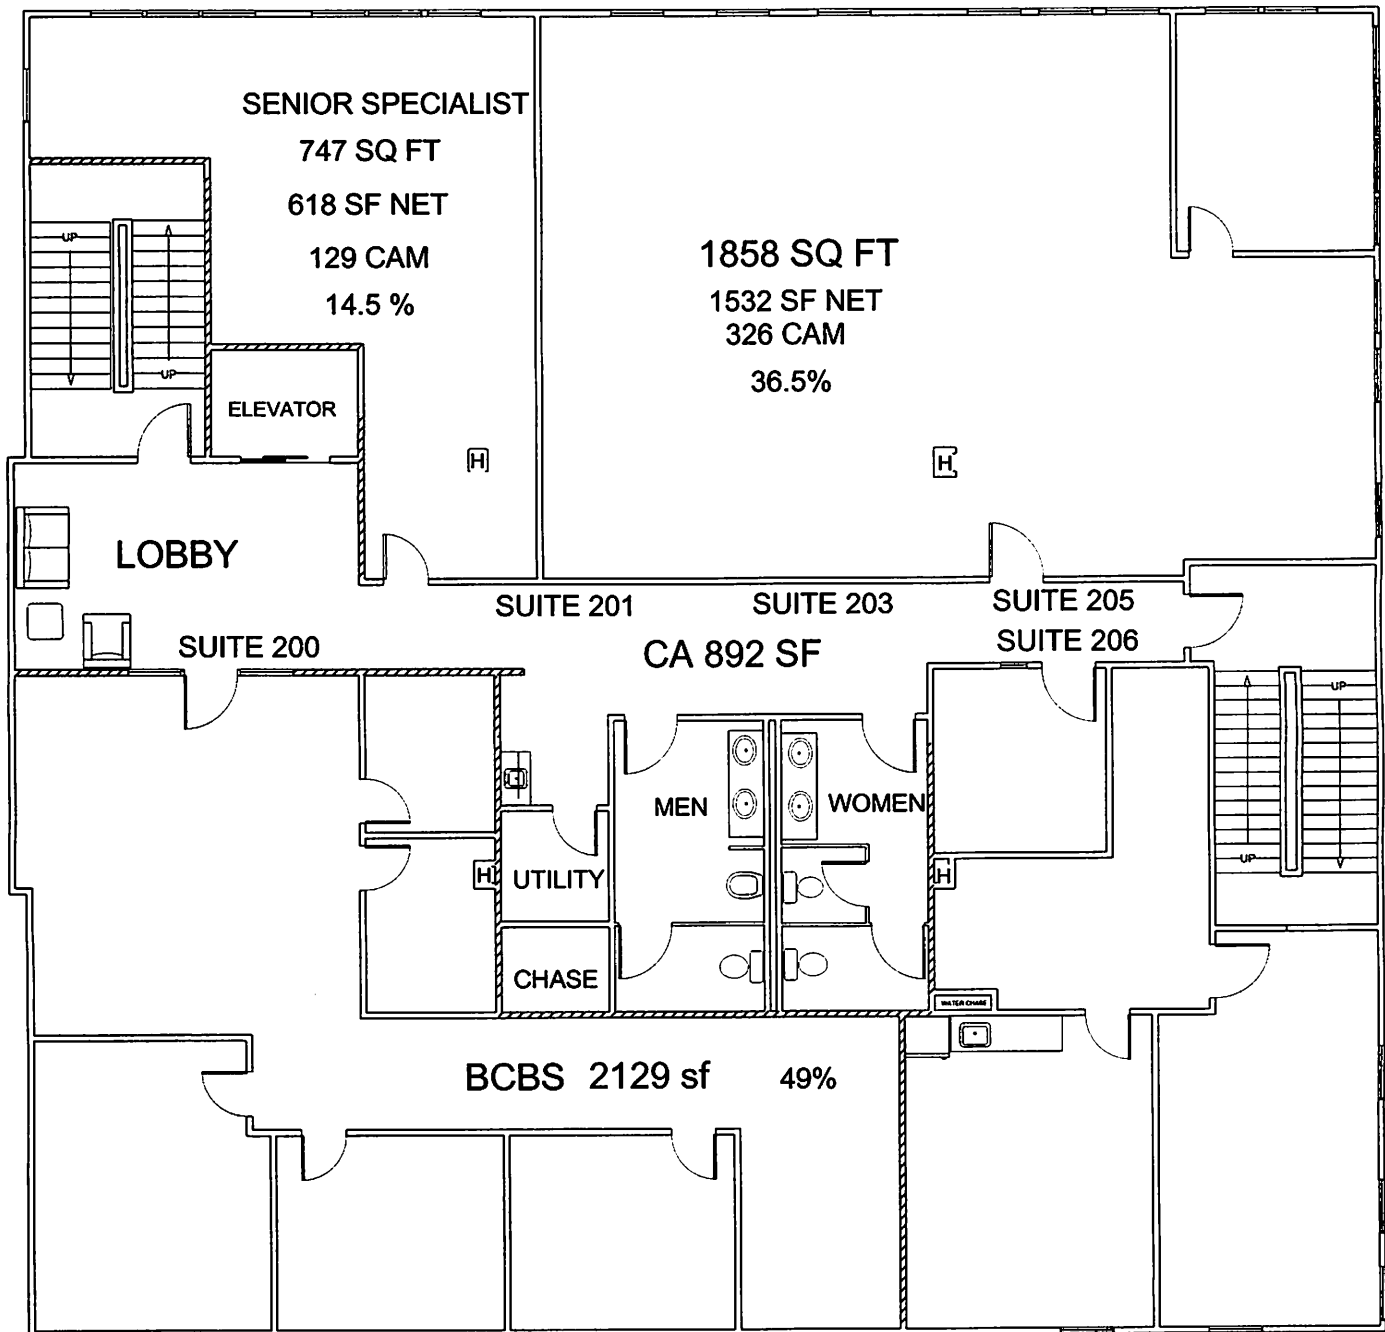 SENIOR SPECIALIST
747 SQ FT
618 SF NET
129 CAM
14.5 %
1858 SQ FT
1532 SF NET
326 CAM
36.5%
UP
UP
ELEVATOR
H
H
LOBBY
SUITE 201
SUITE 203
SUITE 205
SUITE 200
CA 892 SF
SUITE 206
UP
UP
MEN
WOMEN
H
UTILITY
H
CHASE
WATER CHASE
BCBS 2129 sf
49%